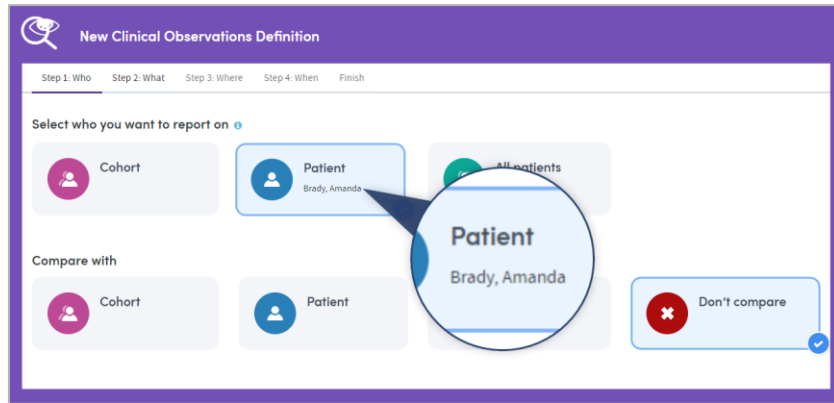 New Clinical Observations Definition
Step 1: Who Step 2: What Step 3: Where Step 4: When Finish
Select who you want to report on
Cohort
Patient
Brady, Amanda
All patients
Patient
Brady, Amanda
Compare with
Cohort
Patient
Don't compare